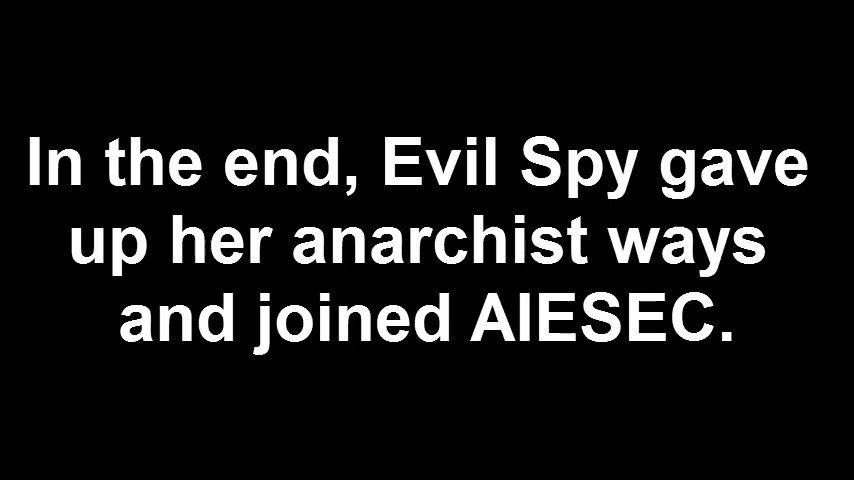 In the end, Evil Spy gave
up her anarchist ways
and joined AIESEC.